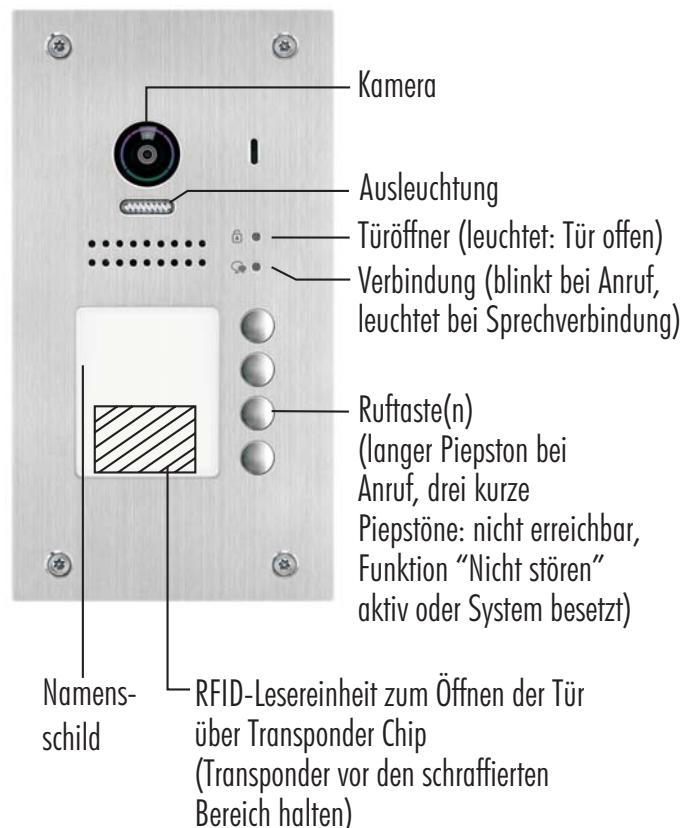 Kamera
Ausleuchtung
Türöffner (leuchtet: Tür offen)
Verbindung (blinkt bei Anruf,
leuchtet bei Sprechverbindung)
Ruftaste(n)
(langer Piepston bei
Anruf, drei kurze
Piepstöne: nicht erreichbar,
Funktion “Nicht stören”
aktiv oder System besetzt)
Namens-
schild
RFID-Lesereinheit zum Öffnen der Tür
über Transponder Chip
(Transponder vor den schraffierten
Bereich halten)